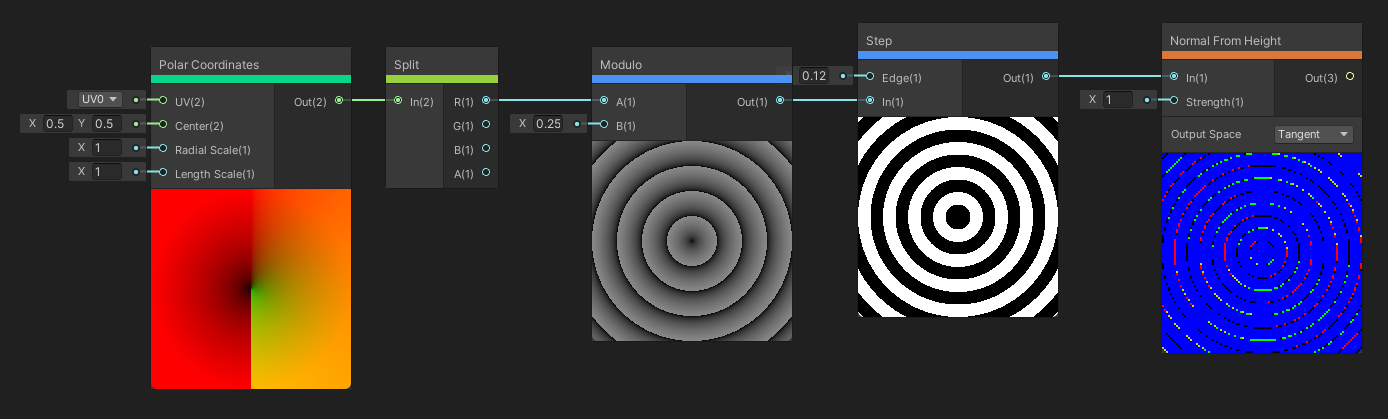 Polar Coordinates
UV0
UV(2)
Out(2)
X 0.5 Y 0.5
Center(2)
X 1
Radial Scale(1)
X 1
Length Scale(1)
Split
In(2)
R(1)
G(1)
B(1)
A(1)
Modulo
A(1)
Out(1)
X 0.25
B(1)
Step
0.12
Edge(1)
Out(1)
In(1)
Normal From Height
In(1)
Out(3)
X 1
Strength(1)
Output Space
Tangent